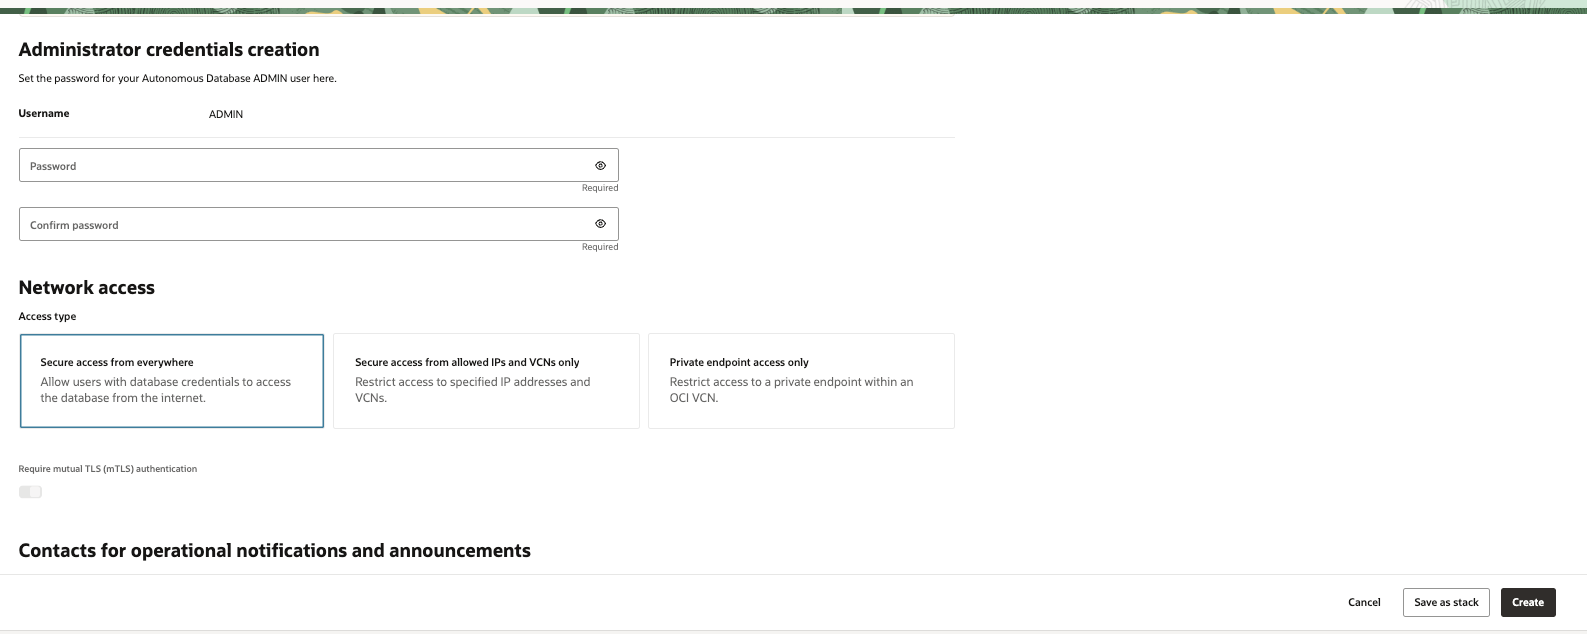 Administrator credentials creation
Set the password for your Autonomous Database ADMIN user here.
Username ADMIN
Password
Required
Confirm password
Required
Network access
Access type
Secure access from everywhere
Allow users with database credentials to access
the database from the internet.
Secure access from allowed IPs and VCNs only
Restrict access to specified IP addresses and
VCNs.
Private endpoint access only
Restrict access to a private endpoint within an
OCI VCN.
Require mutual TLS (mTLS) authentication
Contacts for operational notifications and announcements
Cancel Save as stack Create